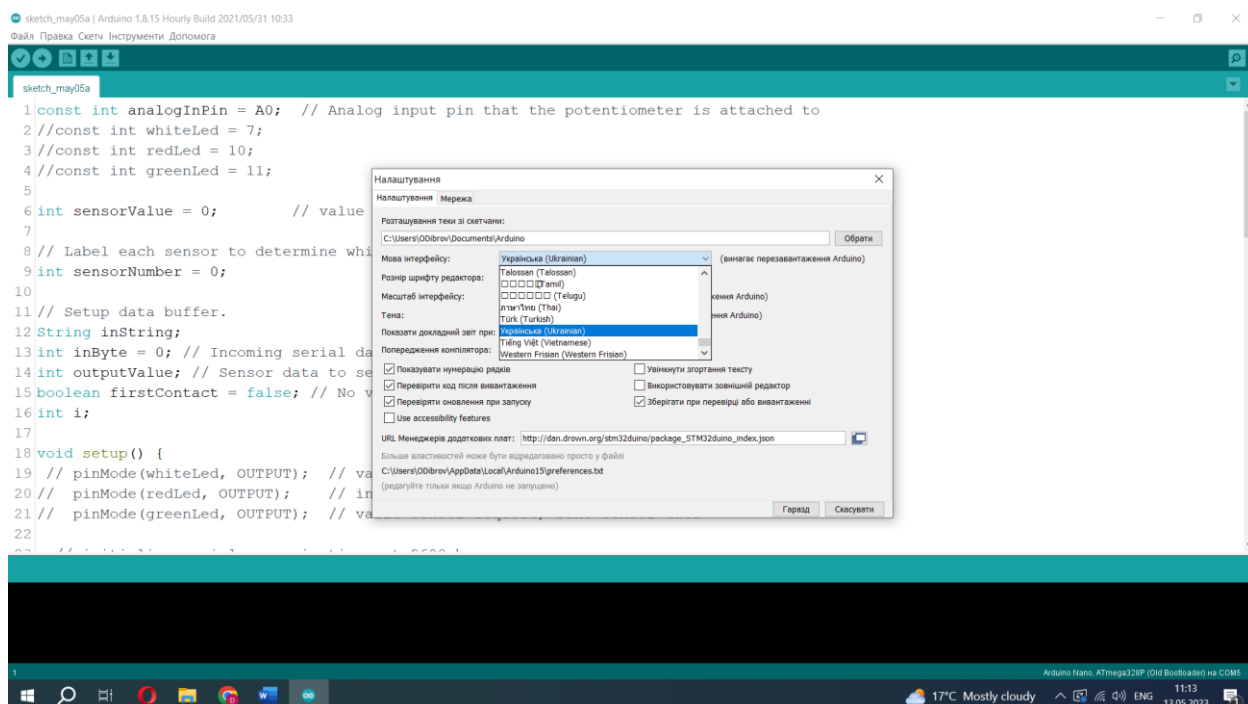 sketch_may05a | Arduino 1.8.15 Hourly Build 2021/05/31 10:33
Файл Правка Скетч Інструменти Допомога
sketch_may05a
1 const int analogInPin = A0;  // Analog input pin that the potentiometer is attached to
2 //const int whiteLed = 7;
3 //const int redLed = 10;
4 //const int greenLed = 11;
5
6 int sensorValue = 0;        // value
7
8 // Label each sensor to determine whi
9 int sensorNumber = 0;
10
11 // Setup data buffer.
12 String inString;
13 int inByte = 0; // Incoming serial da
14 int outputValue; // Sensor data to se
15 boolean firstContact = false; // No v
16 int i;
17
18 void setup() {
19 // pinMode(whiteLed, OUTPUT);  // va
20 //  pinMode(redLed, OUTPUT);    // in
21 //  pinMode(greenLed, OUTPUT);  // va
22
Налаштування
Налаштування Мережа
Розташування теки зі скетчами:
C:\Users\ODibrov\Documents\Arduino Обрати
Мова інтерфейсу: Українська (Ukrainian) (вимагає перезавантаження Arduino)
Talossan (Talossan)
Розмір шрифту редактора: (Tamil)
(Telugu)
Масштаб інтерфейсу: ження Arduino)
ภาษาไทย (Thai)
Тема: Türk (Turkish) ення Arduino)
Показати докладний звіт при: Українська (Ukrainian)
Tiếng Việt (Vietnamese)
Попередження компілятора: Western Frisian (Western Frisian)
Показувати нумерацію рядків Увімкнути згортання тексту
Перевірити код після вивантаження Використовувати зовнішній редактор
Перевіряти оновлення при запуску Зберігати при перевірці або вивантаженні
Use accessibility features
URL Менеджерів додаткових плат: http://dan.drown.org/stm32duino/package_STM32duino_index.json
Більше властивостей може бути відредаговано просто у файлі
C:\Users\ODibrov\AppData\Local\Arduino15\preferences.txt
(редагуйте тільки якщо Arduino не запущено)
Гаразд Скасувати
1 Arduino Nano, ATmega328P (Old Bootloader) на COM5
17°C Mostly cloudy ENG 11:13
13.05.2023